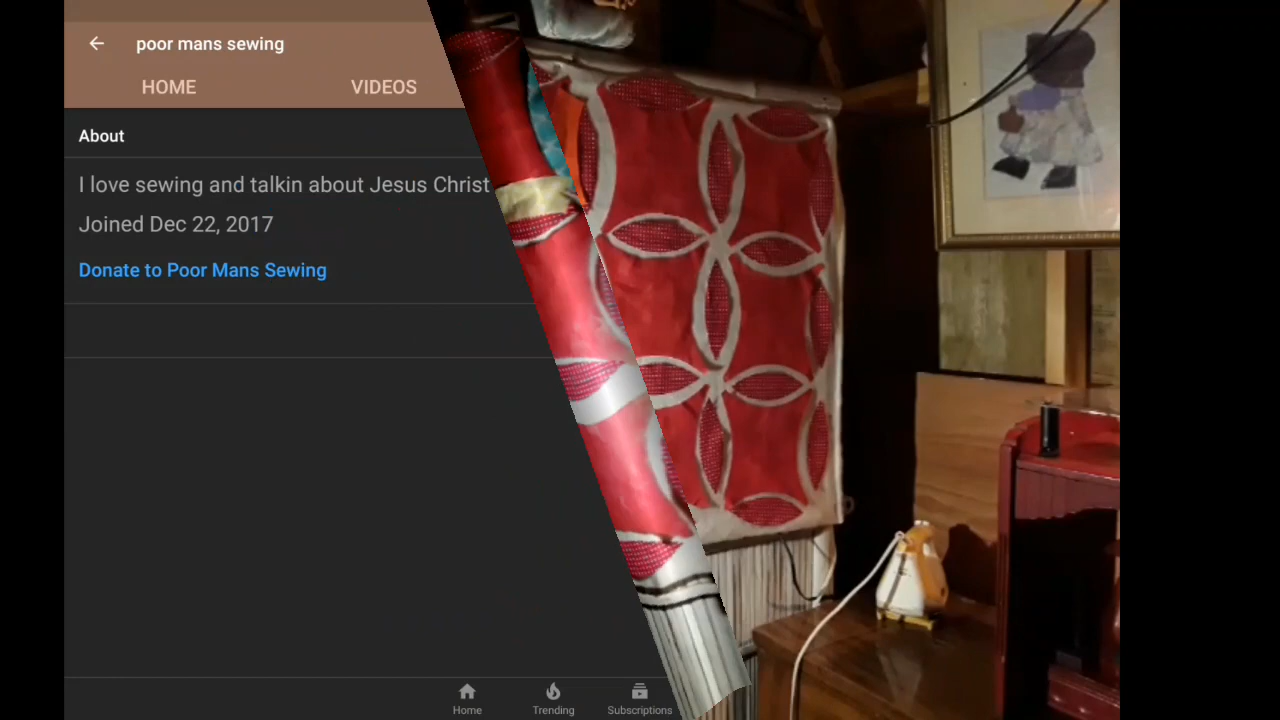 poor mans sewing
HOME VIDEOS
About
I love sewing and talkin about Jesus Christ
Joined Dec 22, 2017
Donate to Poor Mans Sewing
Home Trending Subscriptions